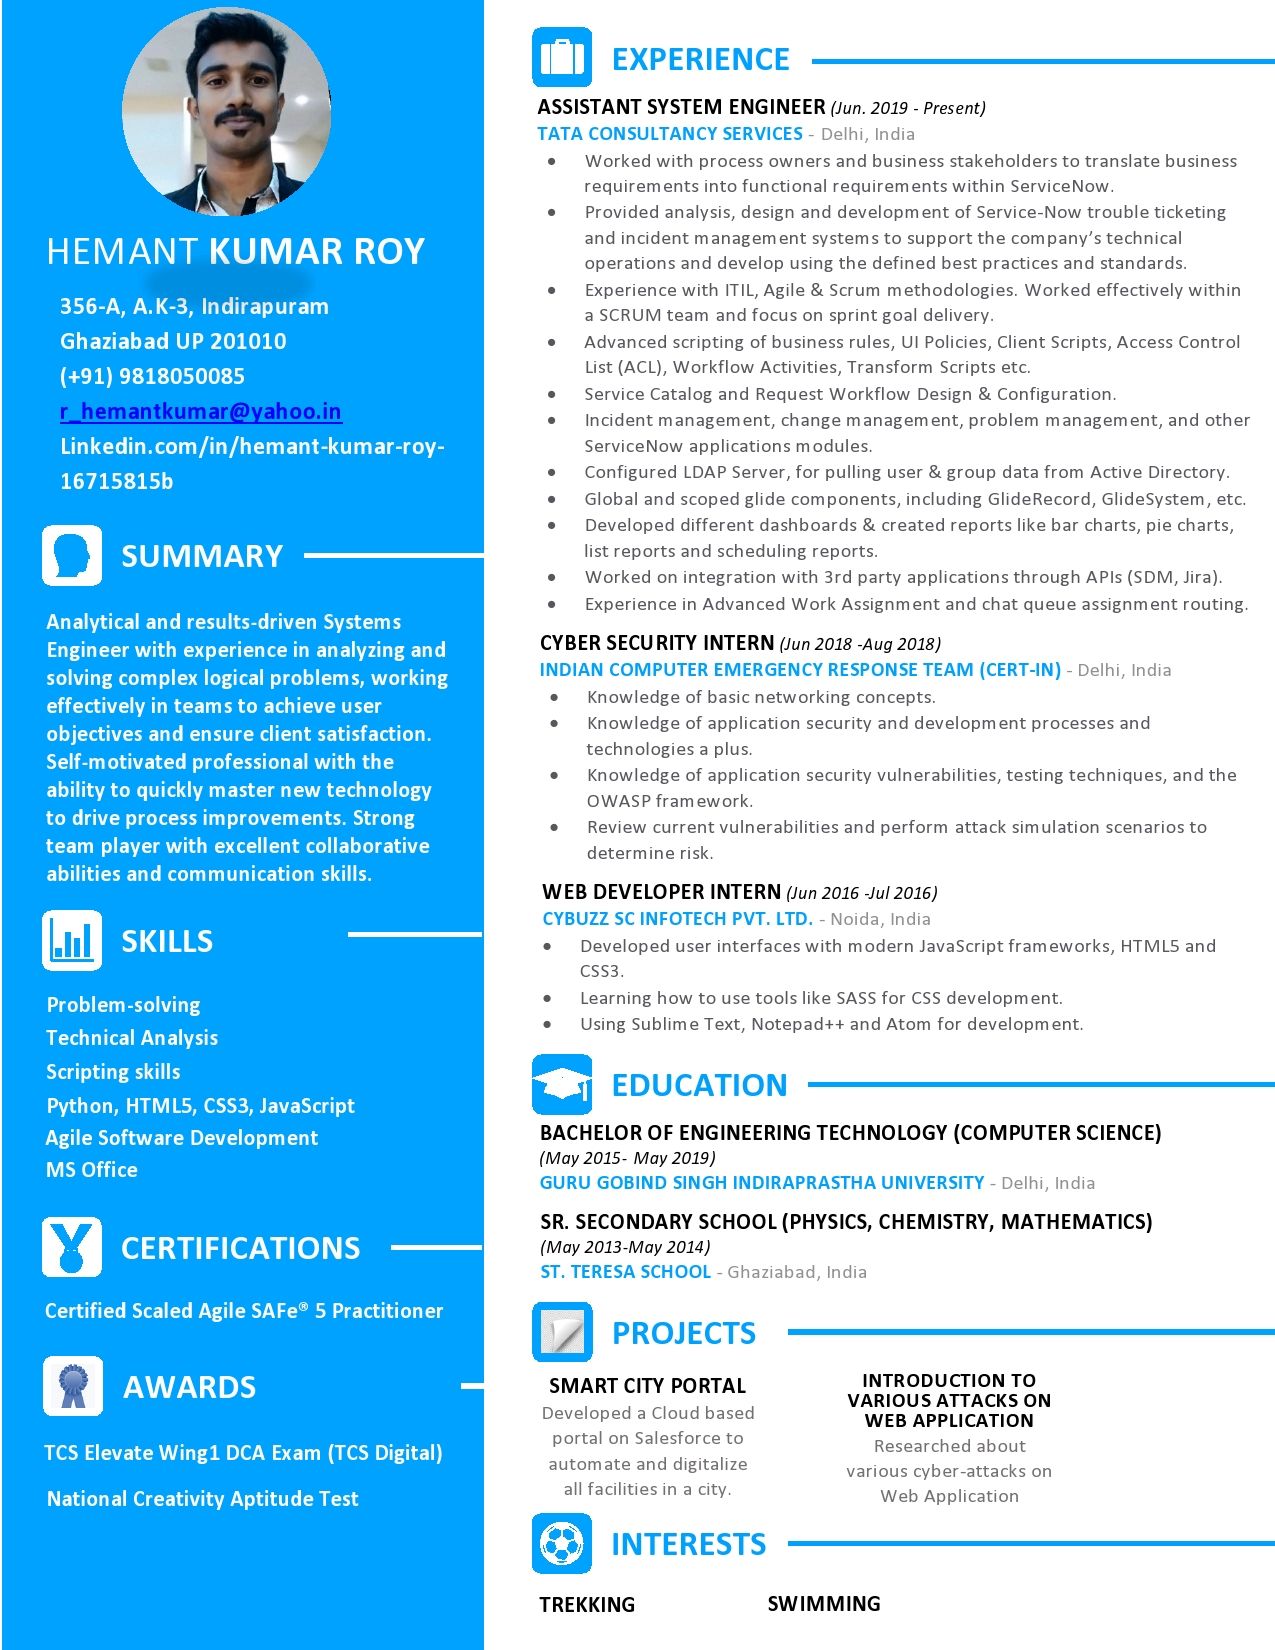 HEMANT KUMAR ROY
356-A, A.K-3, Indirapuram
Ghaziabad UP 201010
(+91) 9818050085
r_hemantkumar@yahoo.in
Linkedin.com/in/hemant-kumar-roy-
16715815b
SUMMARY
Analytical and results-driven Systems
Engineer with experience in analyzing and
solving complex logical problems, working
effectively in teams to achieve user
objectives and ensure client satisfaction.
Self-motivated professional with the
ability to quickly master new technology
to drive process improvements. Strong
team player with excellent collaborative
abilities and communication skills.
SKILLS
Problem-solving
Technical Analysis
Scripting skills
Python, HTML5, CSS3, JavaScript
Agile Software Development
MS Office
CERTIFICATIONS
Certified Scaled Agile SAFe® 5 Practitioner
AWARDS
TCS Elevate Wing1 DCA Exam (TCS Digital)
National Creativity Aptitude Test
EXPERIENCE
ASSISTANT SYSTEM ENGINEER (Jun. 2019 - Present)
TATA CONSULTANCY SERVICES - Delhi, India
• Worked with process owners and business stakeholders to translate business
requirements into functional requirements within ServiceNow.
• Provided analysis, design and development of Service-Now trouble ticketing
and incident management systems to support the company's technical
operations and develop using the defined best practices and standards.
• Experience with ITIL, Agile & Scrum methodologies. Worked effectively within
a SCRUM team and focus on sprint goal delivery.
• Advanced scripting of business rules, UI Policies, Client Scripts, Access Control
List (ACL), Workflow Activities, Transform Scripts etc.
• Service Catalog and Request Workflow Design & Configuration.
• Incident management, change management, problem management, and other
ServiceNow applications modules.
• Configured LDAP Server, for pulling user & group data from Active Directory.
• Global and scoped glide components, including GlideRecord, GlideSystem, etc.
• Developed different dashboards & created reports like bar charts, pie charts,
list reports and scheduling reports.
• Worked on integration with 3rd party applications through APIs (SDM, Jira).
• Experience in Advanced Work Assignment and chat queue assignment routing.
CYBER SECURITY INTERN (Jun 2018 -Aug 2018)
INDIAN COMPUTER EMERGENCY RESPONSE TEAM (CERT-IN) - Delhi, India
• Knowledge of basic networking concepts.
• Knowledge of application security and development processes and
technologies a plus.
• Knowledge of application security vulnerabilities, testing techniques, and the
OWASP framework.
• Review current vulnerabilities and perform attack simulation scenarios to
determine risk.
WEB DEVELOPER INTERN (Jun 2016 -Jul 2016)
CYBUZZ SC INFOTECH PVT. LTD. - Noida, India
• Developed user interfaces with modern JavaScript frameworks, HTML5 and
CSS3.
• Learning how to use tools like SASS for CSS development.
• Using Sublime Text, Notepad++ and Atom for development.
EDUCATION
BACHELOR OF ENGINEERING TECHNOLOGY (COMPUTER SCIENCE)
(May 2015- May 2019)
GURU GOBIND SINGH INDIRAPRASTHA UNIVERSITY - Delhi, India
SR. SECONDARY SCHOOL (PHYSICS, CHEMISTRY, MATHEMATICS)
(May 2013-May 2014)
ST. TERESA SCHOOL - Ghaziabad, India
PROJECTS
SMART CITY PORTAL
Developed a Cloud based
portal on Salesforce to
automate and digitalize
all facilities in a city.
INTRODUCTION TO
VARIOUS ATTACKS ON
WEB APPLICATION
Researched about
various cyber-attacks on
Web Application
INTERESTS
TREKKING
SWIMMING